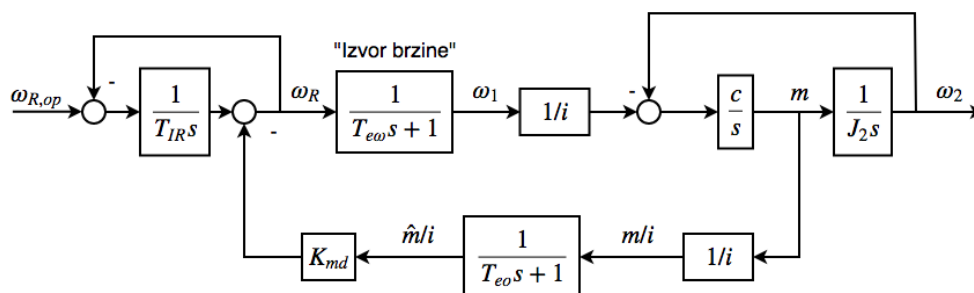 "Izvor brzine"
ω_{R,op}
-
1
T_{IR}s
-
ω_R
1
T_{eω}s + 1
ω_1
1/i
-
c
s
m
1
J_2s
ω_2
K_{md}
m̂/i
1
T_{eo}s + 1
m/i
1/i